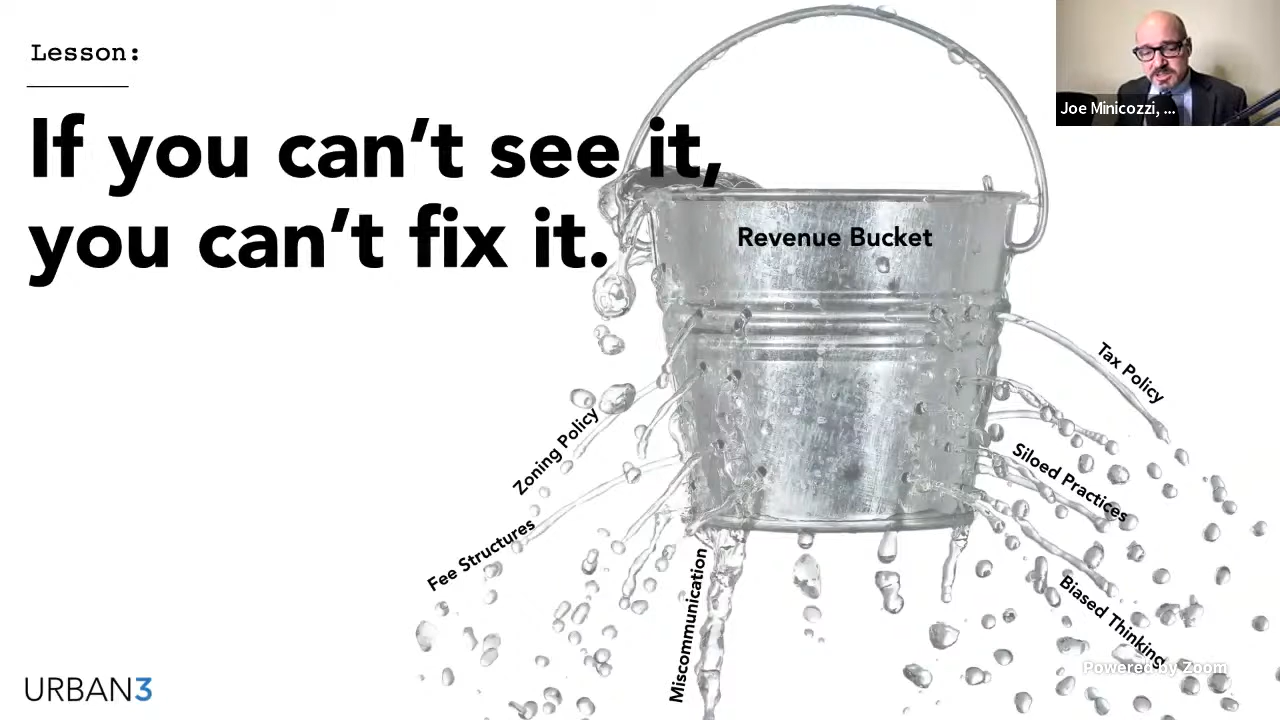 Lesson:
If you can't see it,
you can't fix it.
Joe Minicozzi, ...
Revenue Bucket
Tax Policy
Zoning Policy
Siloed Practices
Fee Structures
Miscommunication
Biased Thinking
Powered by Zoom
URBAN3